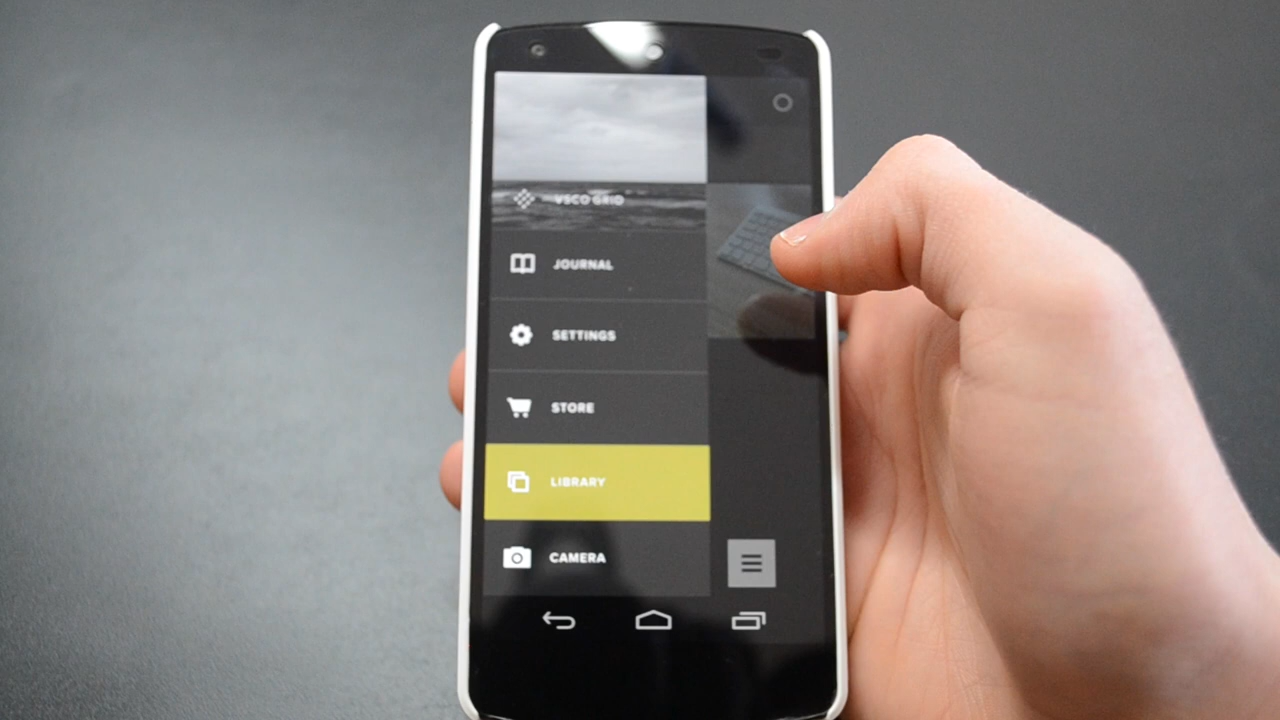 VSCO GRID
JOURNAL
SETTINGS
STORE
LIBRARY
CAMERA